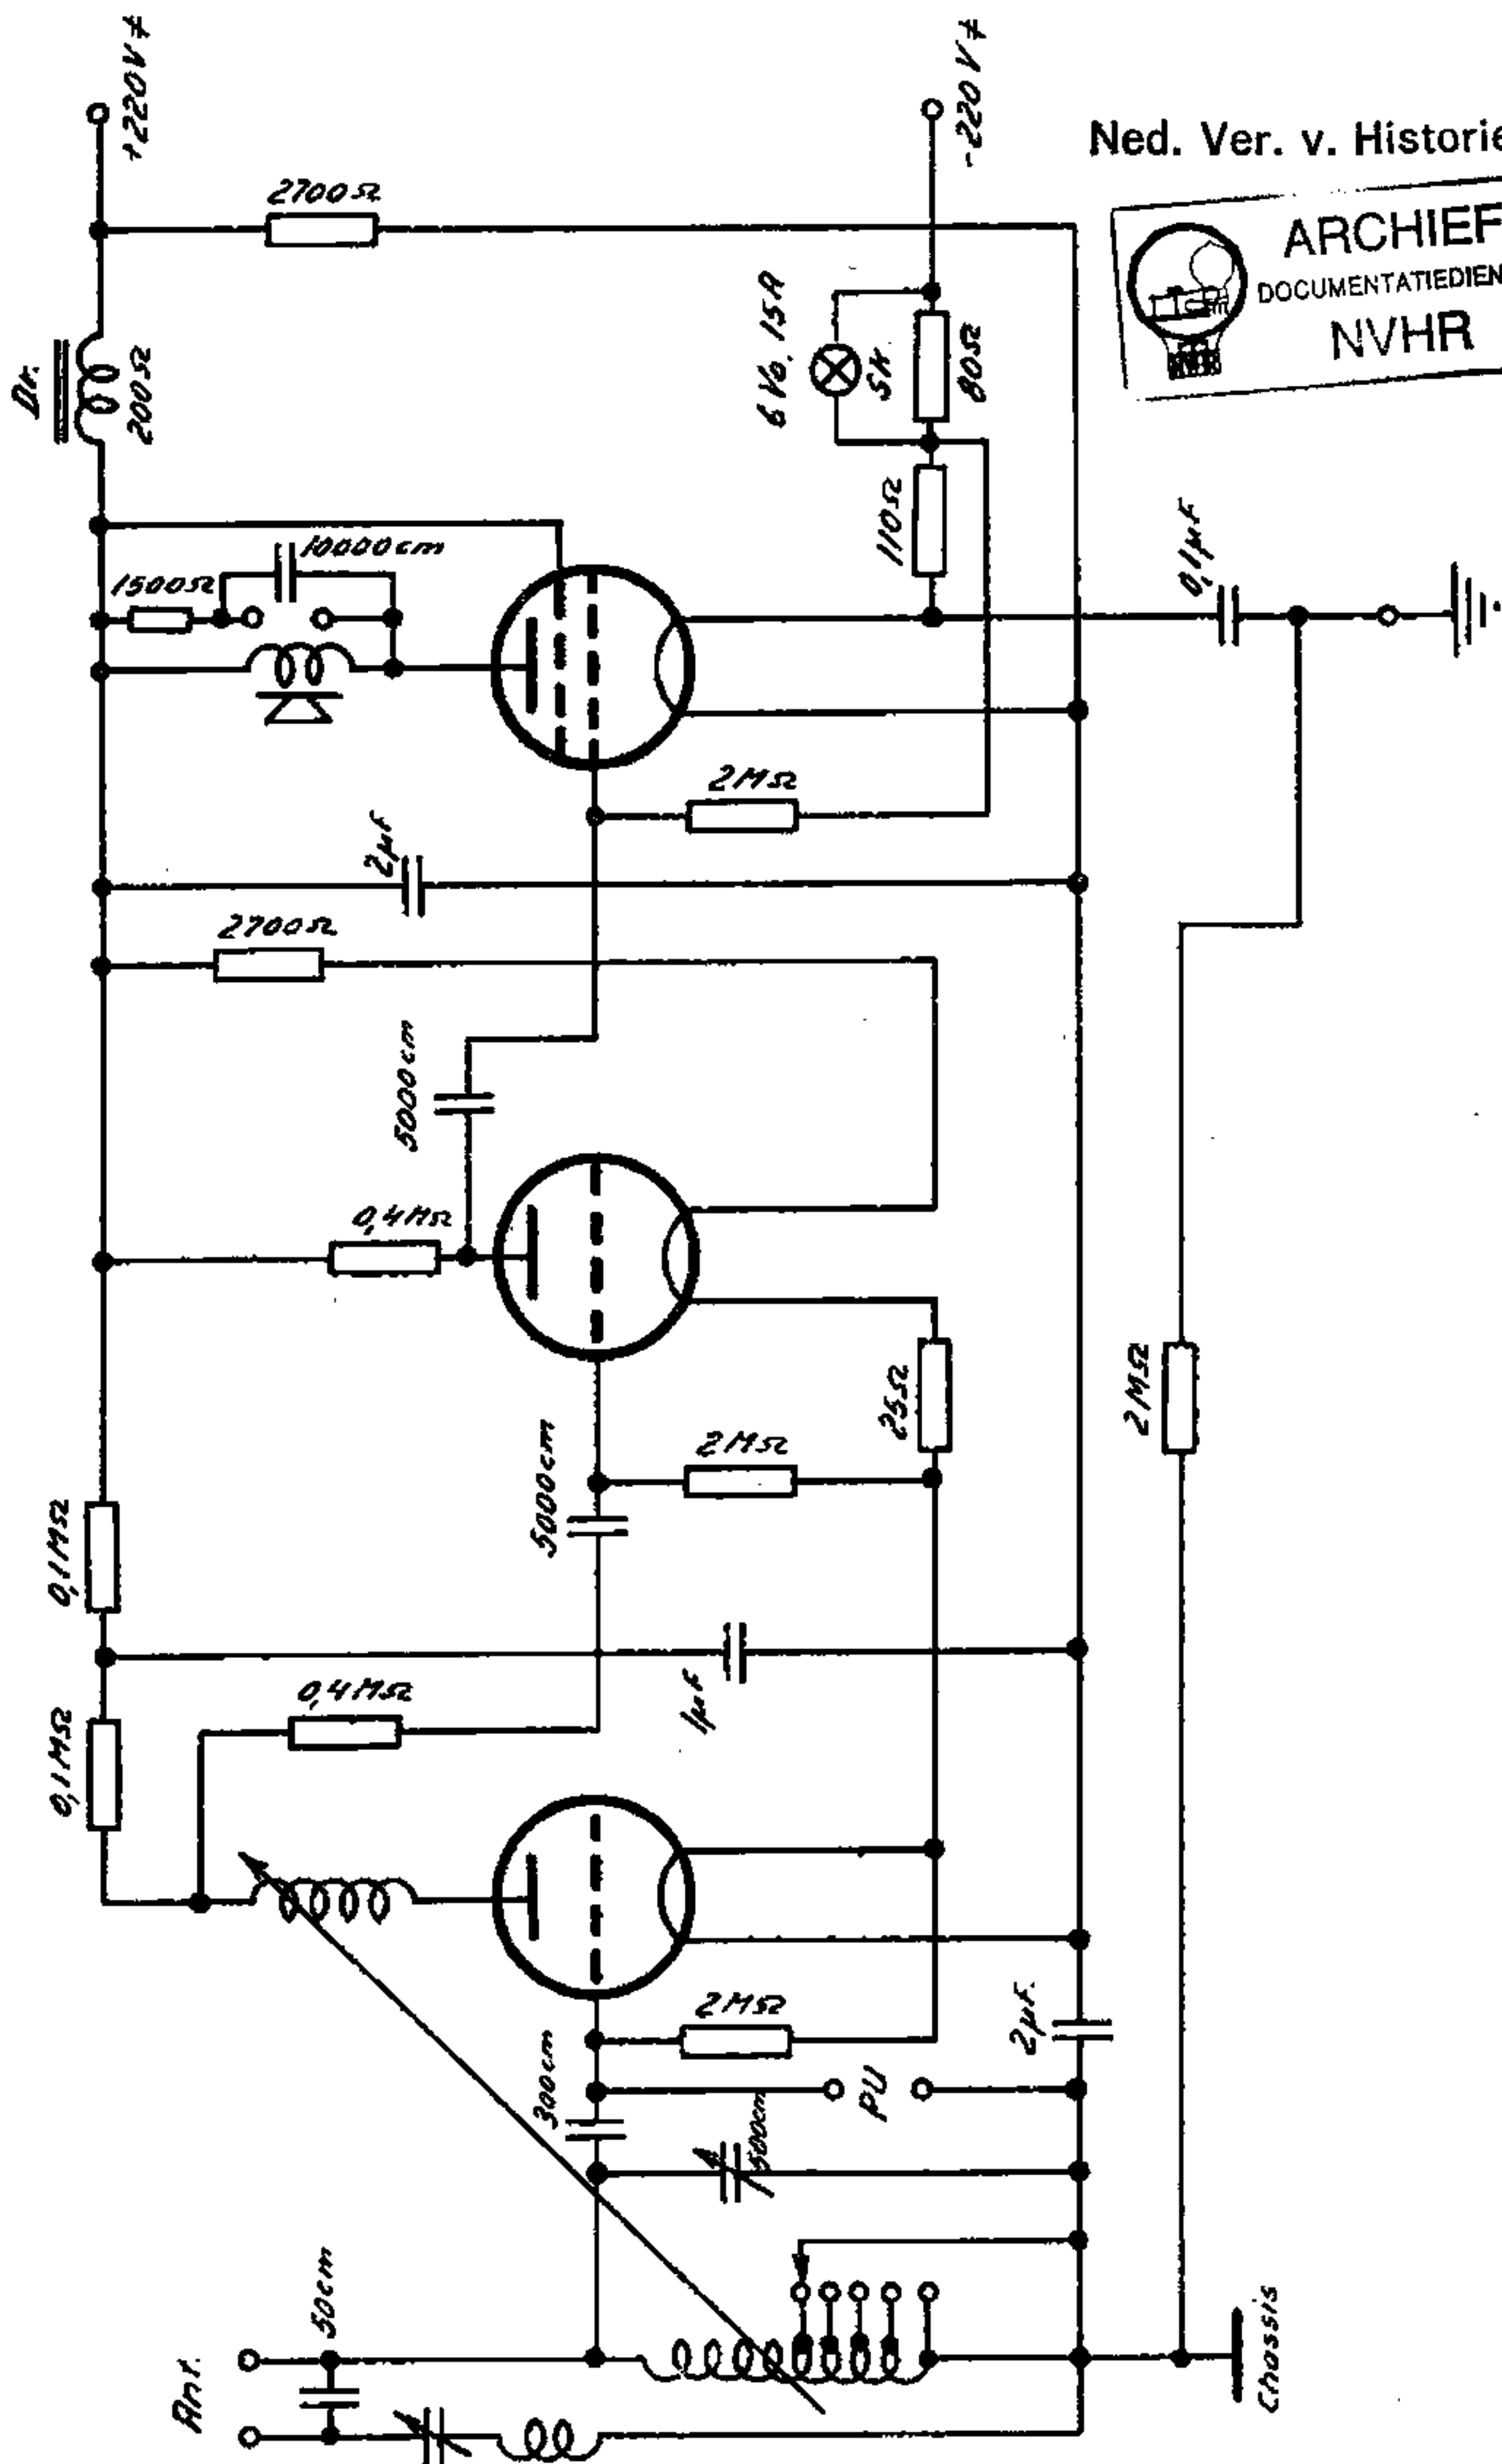 +220V≠
-220V≠
Ned. Ver. v. Historie
ARCHIEF
DOCUMENTATIEDIEN
NVHR
2700Ω
Dr.
200Ω
6 Vo. 15A
SK
80Ω
110Ω
10000cm
1500Ω
0,1µF
2MΩ
2µF
2700Ω
5000cm
0,4MΩ
25Ω
2MΩ
5000cm
2MΩ
0,1MΩ
0,4MΩ
1µF
0,1MΩ
2MΩ
300cm
2µF.
PU
500cm
50cm
Ant.
Chassis